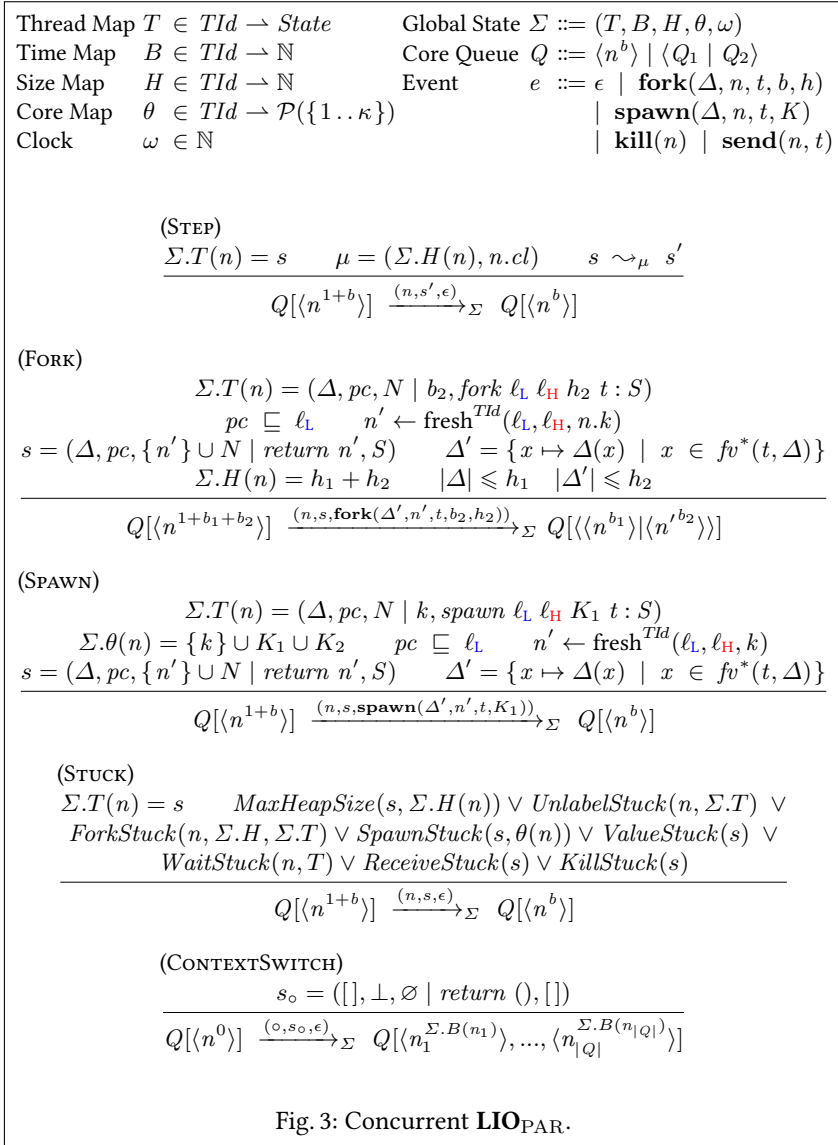 Thread Map T ∈ TId ⇀ State Global State Σ ::= (T, B, H, θ, ω)
Time Map B ∈ TId ⇀ ℕ Core Queue Q ::= ⟨n^b⟩ | ⟨Q₁ | Q₂⟩
Size Map H ∈ TId ⇀ ℕ Event e ::= ϵ | fork(Δ, n, t, b, h)
Core Map θ ∈ TId ⇀ 𝒫({1..κ}) | spawn(Δ, n, t, K)
Clock ω ∈ ℕ | kill(n) | send(n, t)
(Step)
Σ.T(n) = s μ = (Σ.H(n), n.cl) s ⇝_μ s′
Q[⟨n^{1+b}⟩] —(n,s′,ϵ)→_Σ Q[⟨n^b⟩]
(Fork)
Σ.T(n) = (Δ, pc, N | b₂, fork ℓ_L ℓ_H h₂ t : S)
pc ⊑ ℓ_L n′ ← fresh^{TId}(ℓ_L, ℓ_H, n.k)
s = (Δ, pc, {n′} ∪ N | return n′, S) Δ′ = {x ↦ Δ(x) | x ∈ fv*(t, Δ)}
Σ.H(n) = h₁ + h₂ |Δ| ⩽ h₁ |Δ′| ⩽ h₂
Q[⟨n^{1+b₁+b₂}⟩] —(n,s,fork(Δ′,n′,t,b₂,h₂))→_Σ Q[⟨⟨n^{b₁}⟩|⟨n′^{b₂}⟩⟩]
(Spawn)
Σ.T(n) = (Δ, pc, N | k, spawn ℓ_L ℓ_H K₁ t : S)
Σ.θ(n) = {k} ∪ K₁ ∪ K₂ pc ⊑ ℓ_L n′ ← fresh^{TId}(ℓ_L, ℓ_H, k)
s = (Δ, pc, {n′} ∪ N | return n′, S) Δ′ = {x ↦ Δ(x) | x ∈ fv*(t, Δ)}
Q[⟨n^{1+b}⟩] —(n,s,spawn(Δ′,n′,t,K₁))→_Σ Q[⟨n^b⟩]
(Stuck)
Σ.T(n) = s MaxHeapSize(s, Σ.H(n)) ∨ UnlabelStuck(n, Σ.T) ∨
ForkStuck(n, Σ.H, Σ.T) ∨ SpawnStuck(s, θ(n)) ∨ ValueStuck(s) ∨
WaitStuck(n, T) ∨ ReceiveStuck(s) ∨ KillStuck(s)
Q[⟨n^{1+b}⟩] —(n,s,ϵ)→_Σ Q[⟨n^b⟩]
(ContextSwitch)
s_∘ = ([], ⊥, ∅ | return (), [])
Q[⟨n^0⟩] —(∘,s_∘,ϵ)→_Σ Q[⟨n₁^{Σ.B(n₁)}⟩, ..., ⟨n_{|Q|}^{Σ.B(n_{|Q|})}⟩]
Fig. 3: Concurrent LIO_PAR.